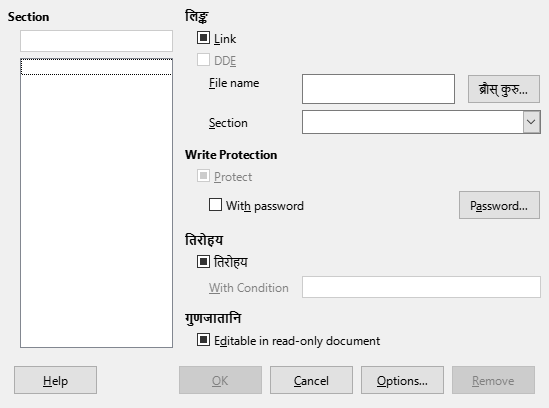 Section
लिङ्क
Link
DDE
File name
ब्रौस् कुरु...
Section
Write Protection
Protect
With password
Password...
तिरोहय
तिरोहय
With Condition
गुणजातानि
Editable in read-only document
Help
OK
Cancel
Options...
Remove